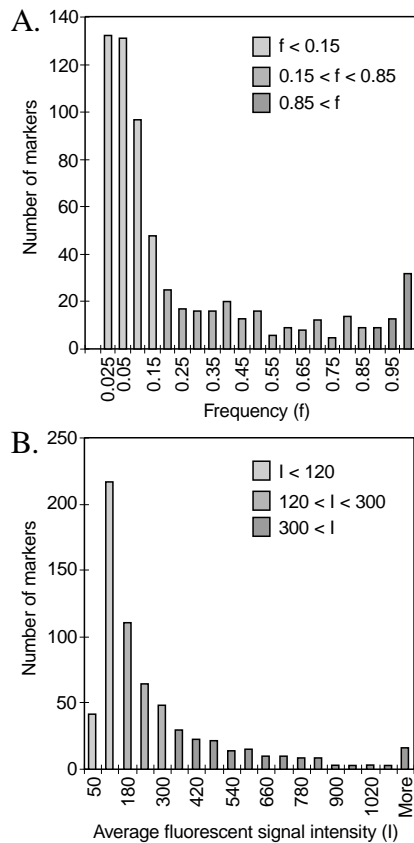 A.
140
120
100
80
60
40
20
0
Number of markers
f < 0.15
0.15 < f < 0.85
0.85 < f
0.025
0.05
0.15
0.25
0.35
0.45
0.55
0.65
0.75
0.85
0.95
Frequency (f)
B.
250
200
150
100
50
0
Number of markers
I < 120
120 < I < 300
300 < I
50
180
300
420
540
660
780
900
1020
More
Average fluorescent signal intensity (I)